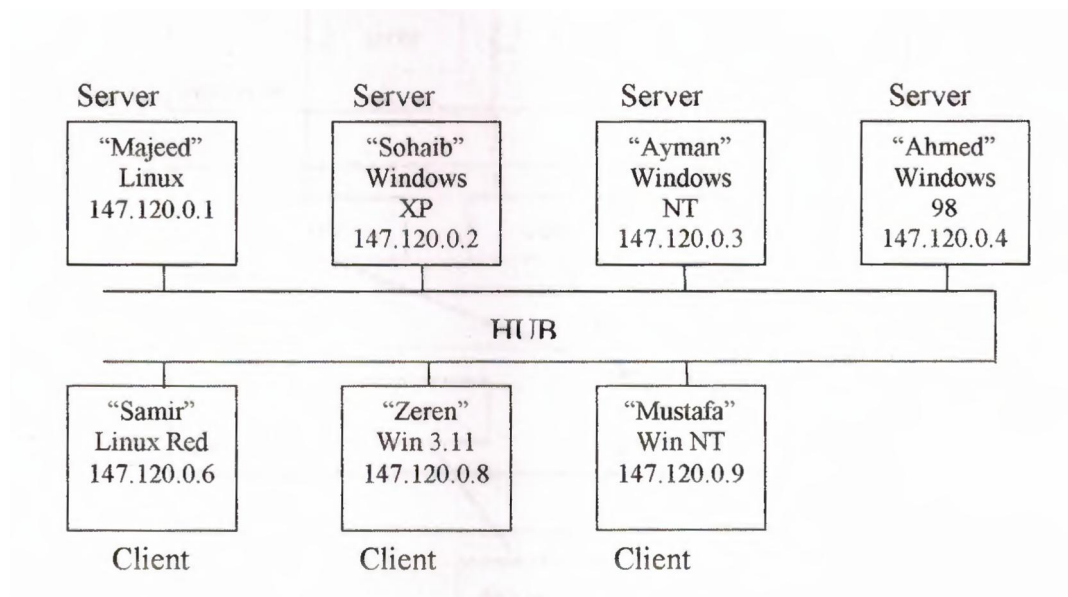 Server
Server
Server
Server
“Majeed”
Linux
147.120.0.1
“Sohaib”
Windows
XP
147.120.0.2
“Ayman”
Windows
NT
147.120.0.3
“Ahmed”
Windows
98
147.120.0.4
HUB
“Samir”
Linux Red
147.120.0.6
“Zeren”
Win 3.11
147.120.0.8
“Mustafa”
Win NT
147.120.0.9
Client
Client
Client